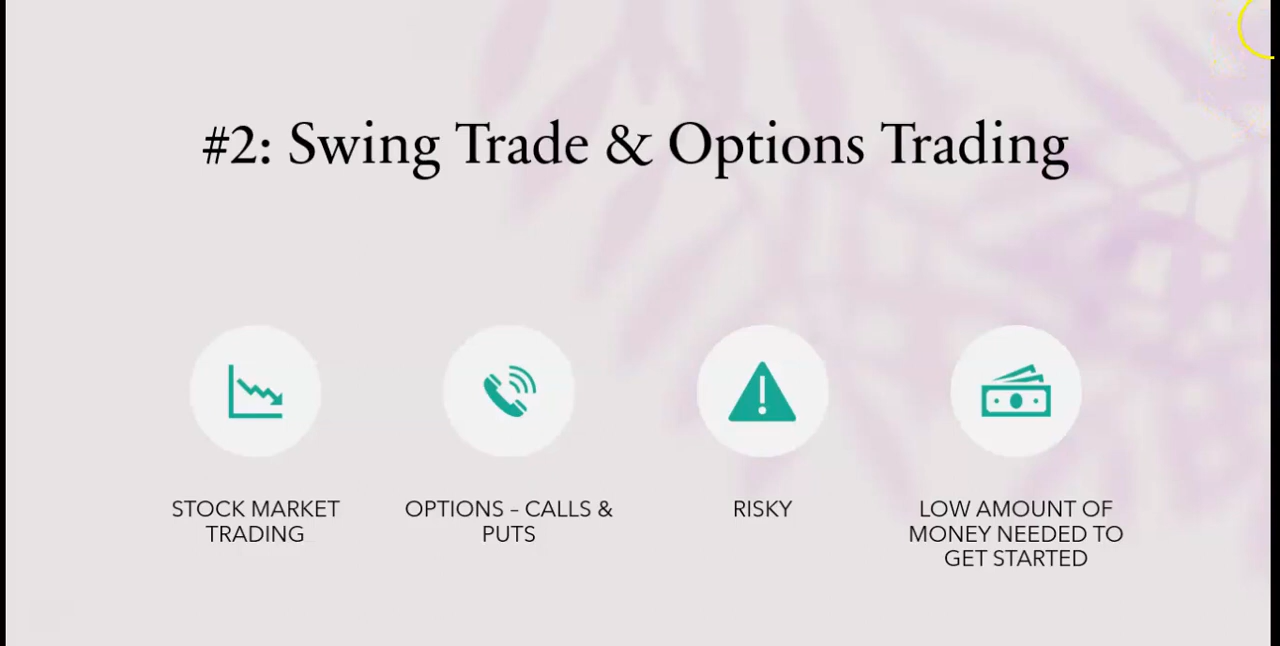 #2: Swing Trade & Options Trading
STOCK MARKET
TRADING
OPTIONS – CALLS &
PUTS
RISKY
LOW AMOUNT OF
MONEY NEEDED TO
GET STARTED